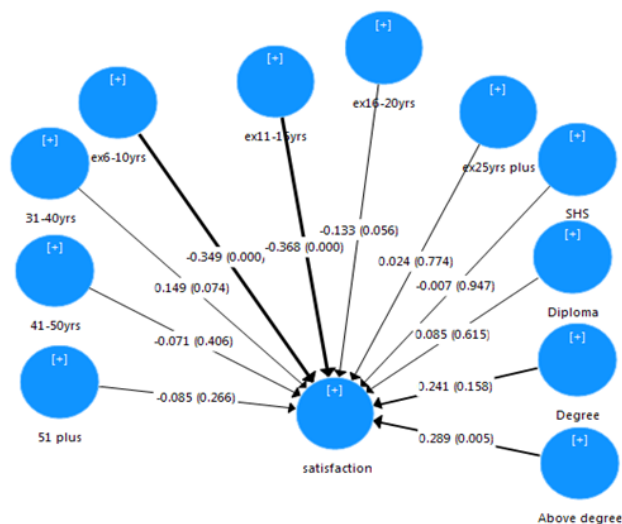 [+]
ex16-20yrs
[+]
ex11-15yrs
[+]
ex6-10yrs
[+]
ex25yrs plus
[+]
SHS
[+]
31-40yrs
[+]
41-50yrs
[+]
51 plus
[+]
Diploma
[+]
Degree
[+]
Above degree
-0.133 (0.056)
-0.349 (0.000)
-0.368 (0.000)
0.024 (0.774)
0.149 (0.074)
-0.007 (0.947)
-0.071 (0.406)
0.085 (0.615)
-0.085 (0.266)
0.241 (0.158)
0.289 (0.005)
[+]
satisfaction